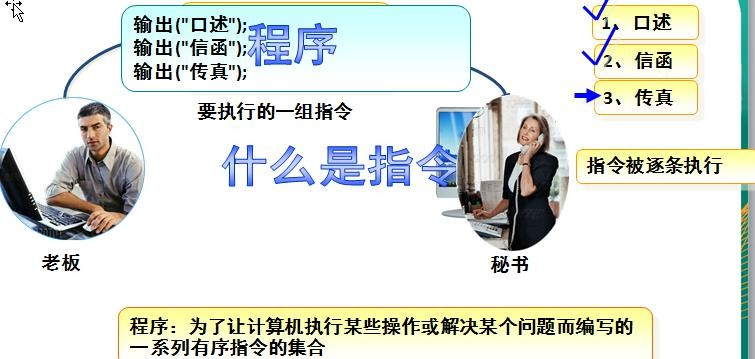 输出("口述");
输出("信函");
输出("传真");
程序
要执行的一组指令
什么是指令
老板
秘书
1、口述
2、信函
3、传真
指令被逐条执行
程序：为了让计算机执行某些操作或解决某个问题而编写的
一系列有序指令的集合